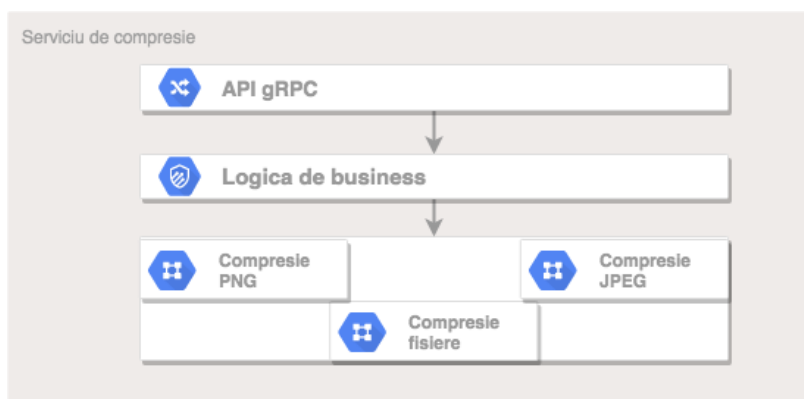 Serviciu de compresie
API gRPC
Logica de business
Compresie
PNG
Compresie
JPEG
Compresie
fisiere